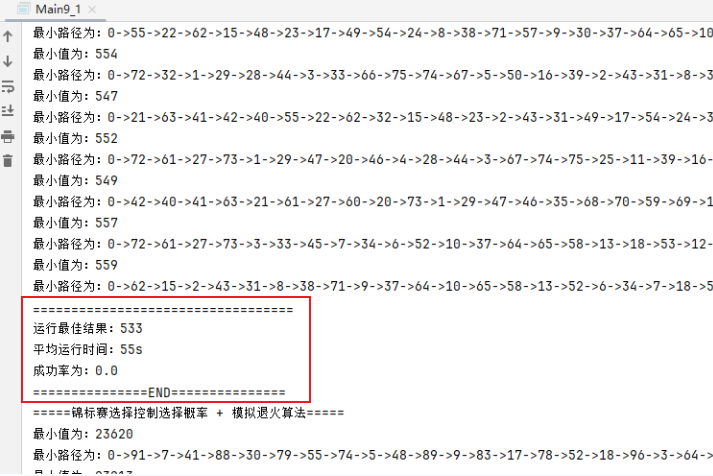 Main9_1
最小路径为：0->55->22->62->15->48->23->17->49->54->24->8->38->71->57->9->30->37->64->65->10
最小值为：554
最小路径为：0->72->32->1->29->28->44->3->33->66->75->74->67->5->50->16->39->2->43->31->8->3
最小值为：547
最小路径为：0->21->63->41->42->40->55->22->62->32->15->48->23->2->43->31->49->17->54->24->3
最小值为：552
最小路径为：0->72->61->27->73->1->29->47->20->46->4->28->44->3->67->74->75->25->11->39->16-
最小值为：549
最小路径为：0->42->40->41->63->21->61->27->60->20->73->1->29->47->46->35->68->70->59->69->1
最小值为：557
最小路径为：0->72->61->27->73->3->33->45->7->34->6->52->10->37->64->65->58->13->18->53->12-
最小值为：559
最小路径为：0->62->15->2->43->31->8->38->71->9->37->64->10->65->58->13->52->6->34->7->18->5
==================================
运行最佳结果：533
平均运行时间：55s
成功率为：0.0
===============END===============
=====锦标赛选择控制选择概率 + 模拟退火算法=====
最小值为：23620
最小路径为：0->91->7->41->88->30->79->55->74->5->48->89->9->83->17->78->52->18->96->3->64-